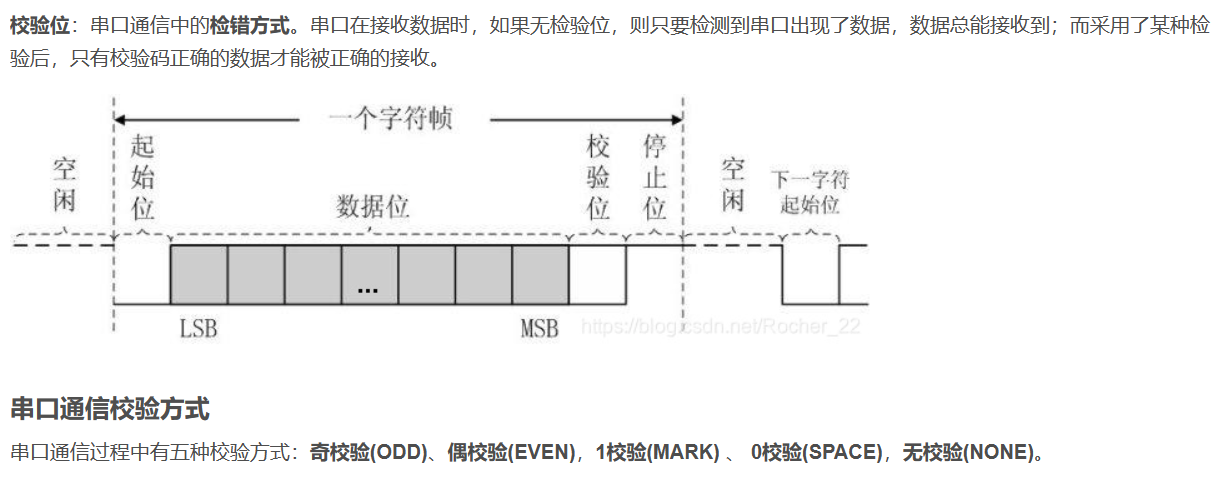 校验位：串口通信中的检错方式。串口在接收数据时，如果无检验位，则只要检测到串口出现了数据，数据总能接收到；而采用了某种检
验后，只有校验码正确的数据才能被正确的接收。
一个字符帧
空闲
起始位
数据位
校验位
停止位
空闲
下一字符
起始位
...
LSB
MSB
https://blog.csdn.net/Rocher_22
串口通信校验方式
串口通信过程中有五种校验方式：奇校验(ODD)、偶校验(EVEN)，1校验(MARK) 、 0校验(SPACE)，无校验(NONE)。